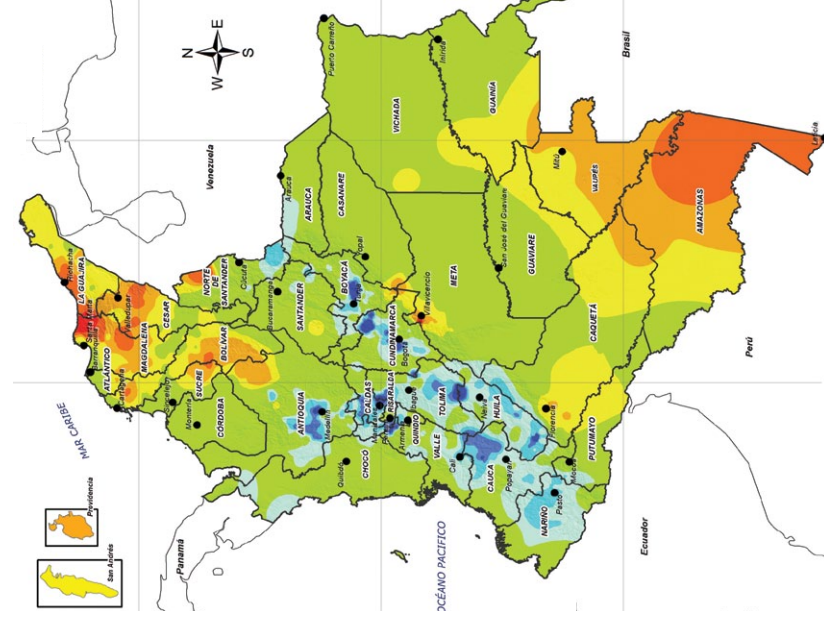 N
E
S
W
Puerto Carreño
Inírida
Brasil
GUAINÍA
VICHADA
Venezuela
Arauca
ARAUCA
CASANARE
Mitú
VAUPÉS
Leticia
AMAZONAS
Riohacha
LA GUAJIRA
Santa Marta
Barranquilla
Valledupar
ATLÁNTICO
MAGDALENA
CESAR
NORTE
DE
SANTANDER
Cúcuta
Bucaramanga
SANTANDER
BOYACÁ
Tunja
Yopal
META
San José del Guaviare
GUAVIARE
Villavicencio
CUNDINAMARCA
Bogotá
CAQUETÁ
Perú
Cartagena
SUCRE
BOLÍVAR
Sincelejo
Montería
CÓRDOBA
ANTIOQUIA
Medellín
CALDAS
Manizales
RISARALDA
Armenia
QUINDÍO
Ibagué
TOLIMA
HUILA
Neiva
Florencia
MAR CARIBE
Quibdó
CHOCÓ
VALLE
Cali
CAUCA
Popayán
Mocoa
PUTUMAYO
NARIÑO
Pasto
Ecuador
OCÉANO PACIFICO
Panamá
Providencia
San Andrés